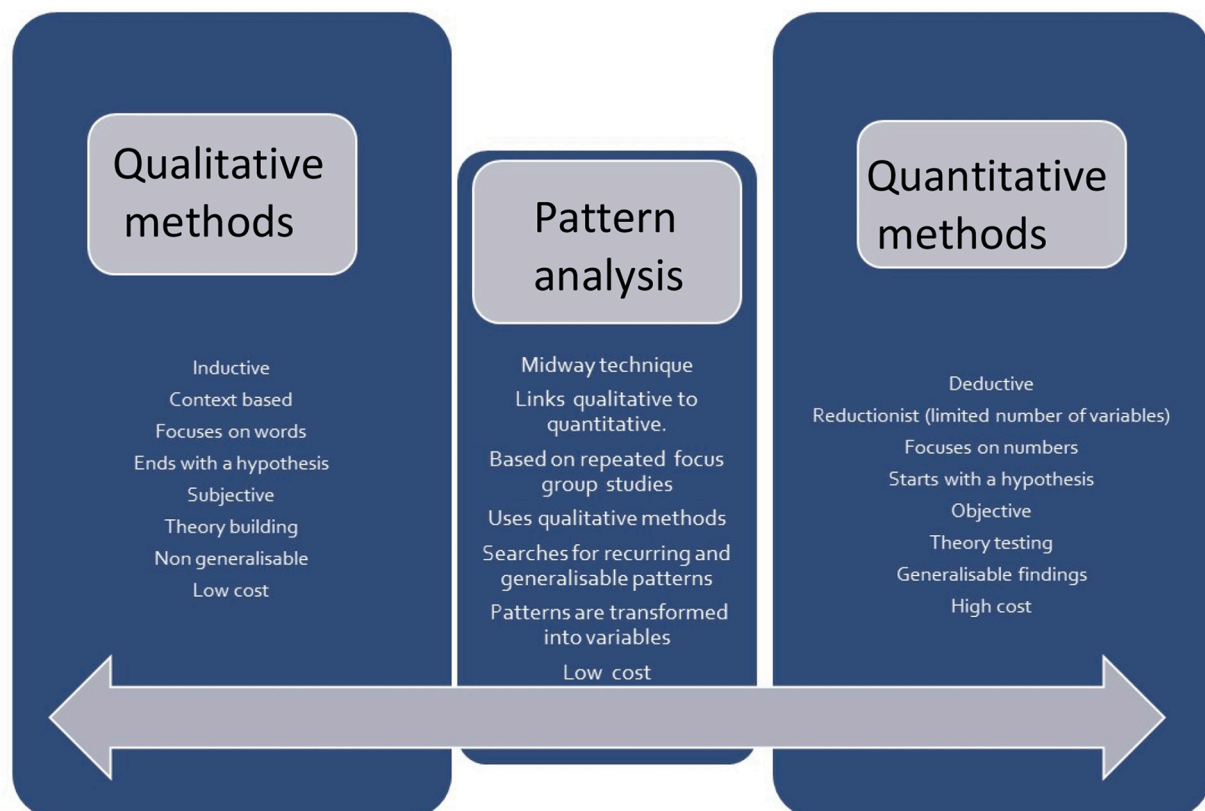 Qualitative
methods
Inductive
Context based
Focuses on words
Ends with a hypothesis
Subjective
Theory building
Non generalisable
Low cost
Pattern
analysis
Midway technique
Links qualitative to
quantitative.
Based on repeated focus
group studies
Uses qualitative methods
Searches for recurring and
generalisable patterns
Patterns are transformed
into variables
Low cost
Quantitative
methods
Deductive
Reductionist (limited number of variables)
Focuses on numbers
Starts with a hypothesis
Objective
Theory testing
Generalisable findings
High cost